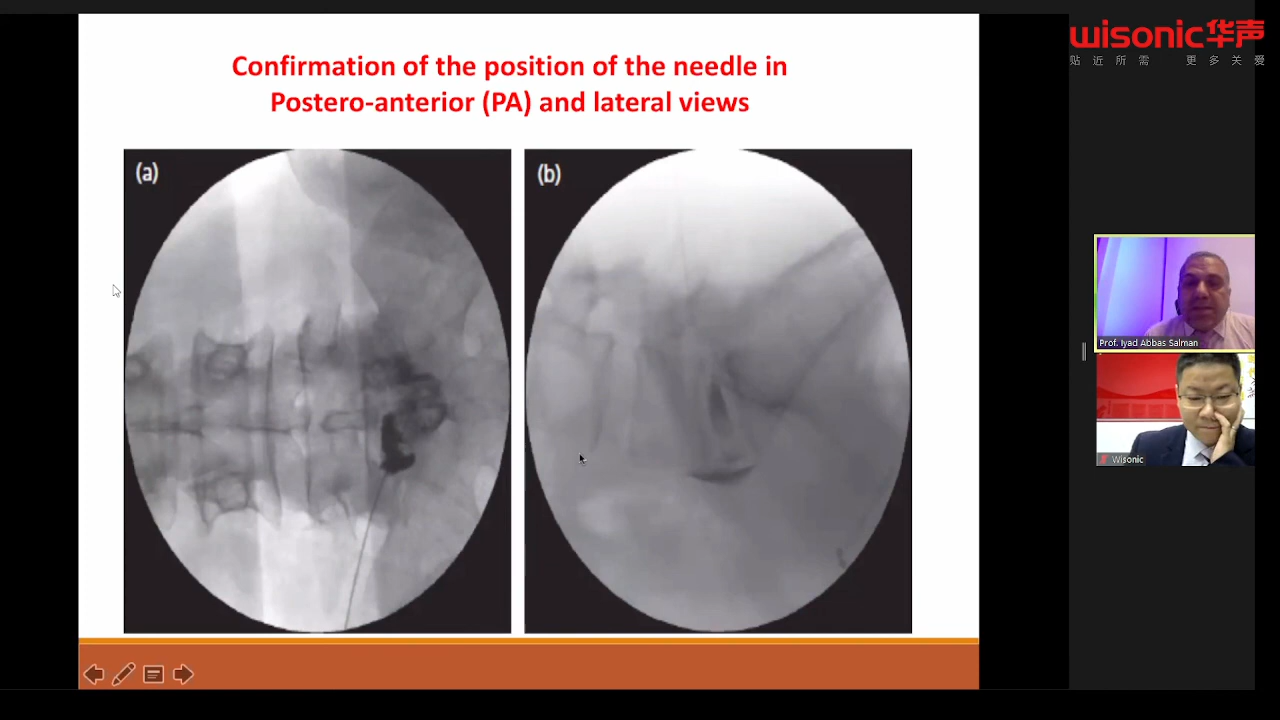 Confirmation of the position of the needle in
Postero-anterior (PA) and lateral views
(a)
(b)
wisonic华声
贴近所需 更多关爱
Prof. Iyad Abbas Salman
Wisonic